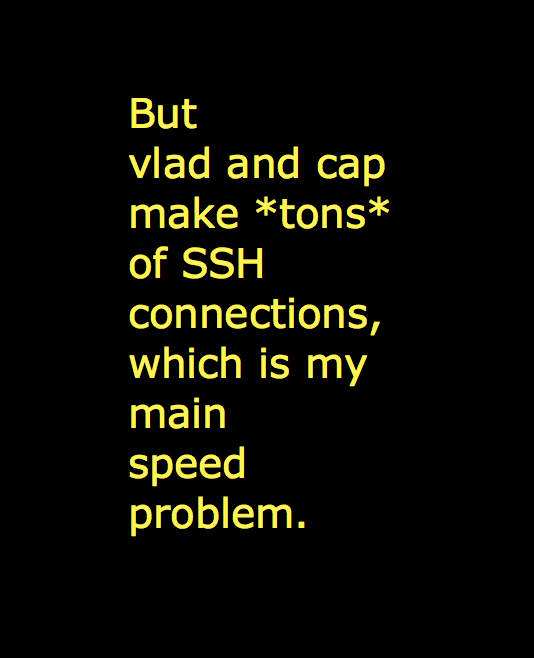 But
vlad and cap
make *tons*
of SSH
connections,
which is my
main
speed
problem.